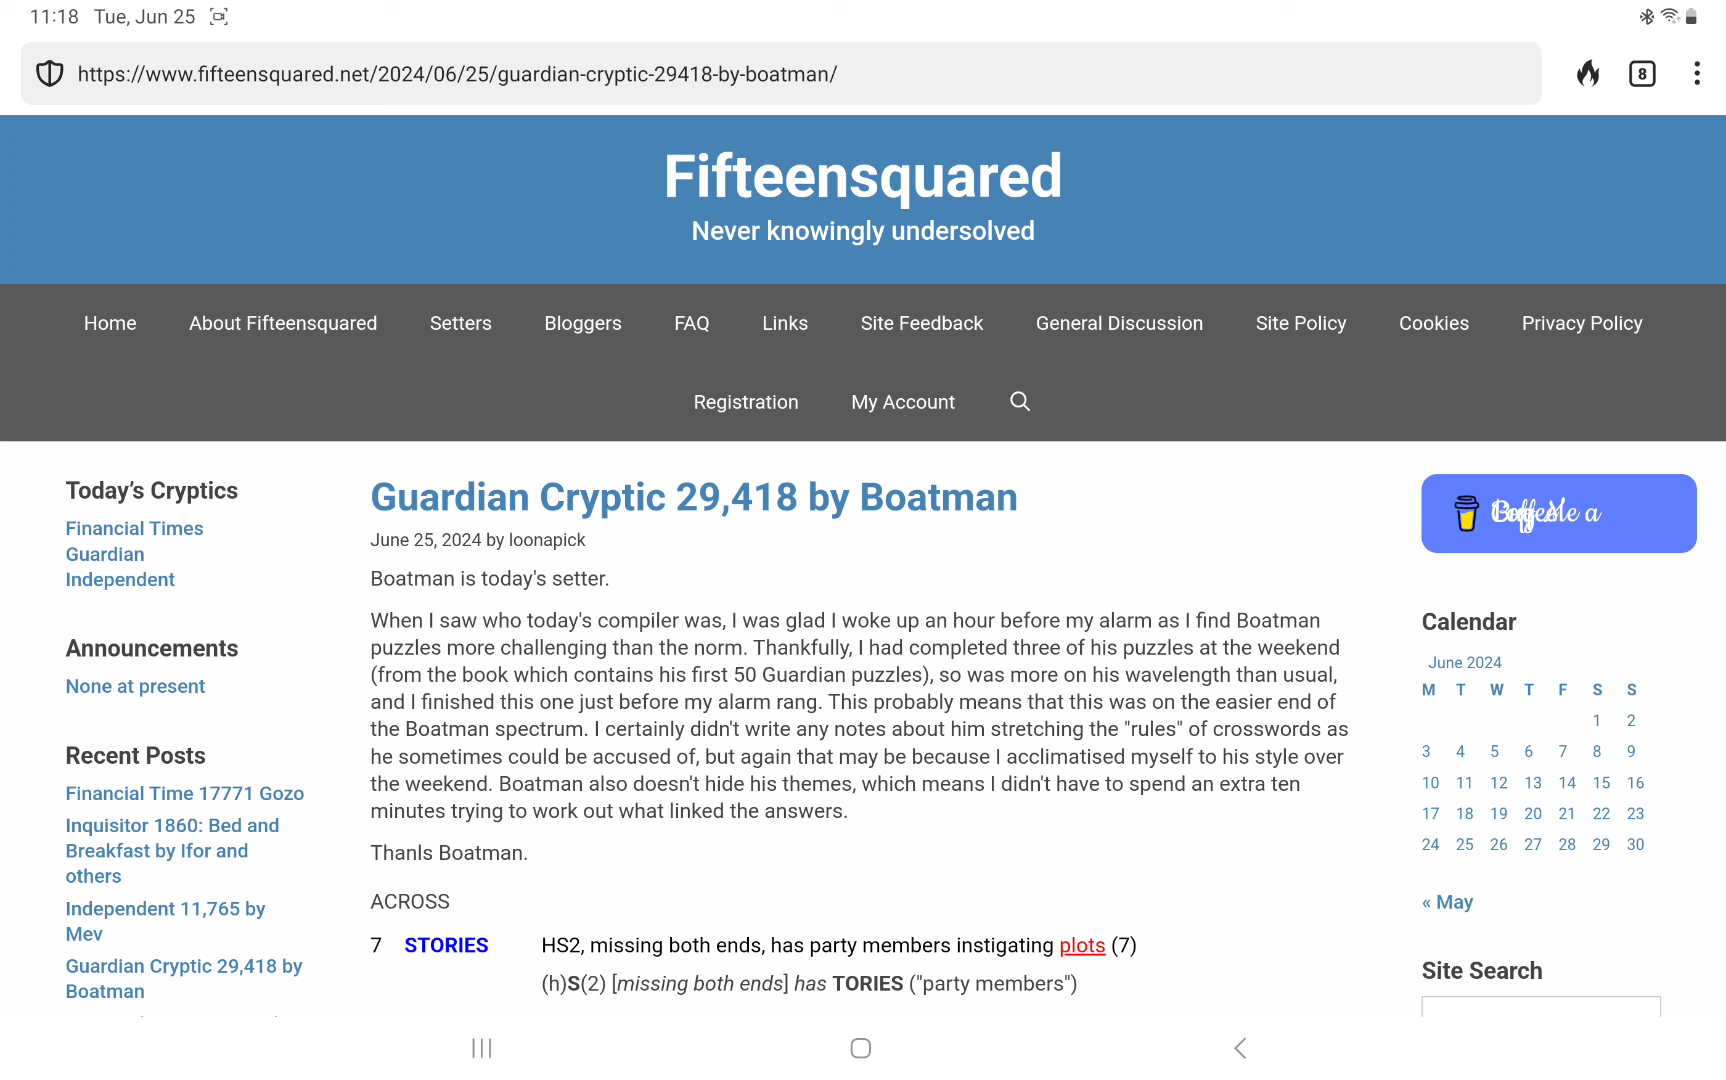 11:18 Tue, Jun 25
https://www.fifteensquared.net/2024/06/25/guardian-cryptic-29418-by-boatman/
8
Fifteensquared
Never knowingly undersolved
Home About Fifteensquared Setters Bloggers FAQ Links Site Feedback General Discussion Site Policy Cookies Privacy Policy
Registration My Account
Today’s Cryptics
Financial Times
Guardian
Independent
Announcements
None at present
Recent Posts
Financial Time 17771 Gozo
Inquisitor 1860: Bed and
Breakfast by Ifor and
others
Independent 11,765 by
Mev
Guardian Cryptic 29,418 by
Boatman
Guardian Cryptic 29,418 by Boatman
June 25, 2024 by loonapick
Boatman is today's setter.
When I saw who today's compiler was, I was glad I woke up an hour before my alarm as I find Boatman
puzzles more challenging than the norm. Thankfully, I had completed three of his puzzles at the weekend
(from the book which contains his first 50 Guardian puzzles), so was more on his wavelength than usual,
and I finished this one just before my alarm rang. This probably means that this was on the easier end of
the Boatman spectrum. I certainly didn't write any notes about him stretching the "rules" of crosswords as
he sometimes could be accused of, but again that may be because I acclimatised myself to his style over
the weekend. Boatman also doesn't hide his themes, which means I didn't have to spend an extra ten
minutes trying to work out what linked the answers.
Thanls Boatman.
ACROSS
7 STORIES HS2, missing both ends, has party members instigating plots (7)
(h)S(2) [missing both ends] has TORIES ("party members")
Calendar
June 2024
M T W T F S S
1 2
3 4 5 6 7 8 9
10 11 12 13 14 15 16
17 18 19 20 21 22 23
24 25 26 27 28 29 30
« May
Site Search